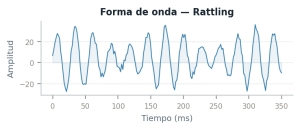 Forma de onda — Rattling
Amplitud
20
0
−20
0 50 100 150 200 250 300 350
Tiempo (ms)